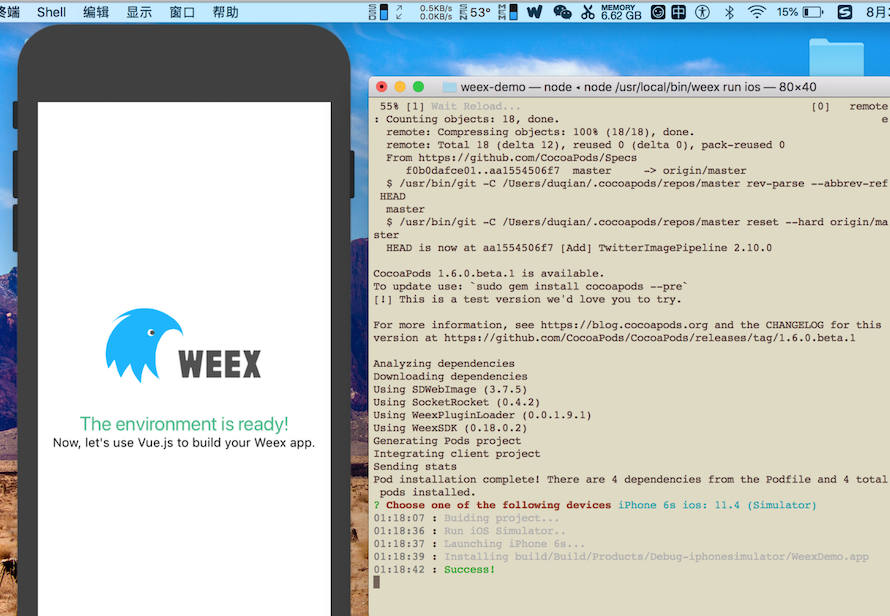 终端 Shell 编辑 显示 窗口 帮助 0.5KB/s 0.0KB/s 53° W MEMORY 6.62 GB 中 15% S 8月
weex-demo — node ◂ node /usr/local/bin/weex run ios — 80×40
55% [1] Wait Reload... [0] remote
: Counting objects: 18, done. e
remote: Compressing objects: 100% (18/18), done.
remote: Total 18 (delta 12), reused 0 (delta 0), pack-reused 0
From https://github.com/CocoaPods/Specs
f0b0dafce01..aa1554506f7 master -> origin/master
$ /usr/bin/git -C /Users/duqian/.cocoapods/repos/master rev-parse --abbrev-ref
HEAD
master
$ /usr/bin/git -C /Users/duqian/.cocoapods/repos/master reset --hard origin/ma
ster
HEAD is now at aa1554506f7 [Add] TwitterImagePipeline 2.10.0
CocoaPods 1.6.0.beta.1 is available.
To update use: `sudo gem install cocoapods --pre`
[!] This is a test version we'd love you to try.
For more information, see https://blog.cocoapods.org and the CHANGELOG for this
version at https://github.com/CocoaPods/CocoaPods/releases/tag/1.6.0.beta.1
Analyzing dependencies
Downloading dependencies
Using SDWebImage (3.7.5)
Using SocketRocket (0.4.2)
Using WeexPluginLoader (0.0.1.9.1)
Using WeexSDK (0.18.0.2)
Generating Pods project
Integrating client project
Sending stats
Pod installation complete! There are 4 dependencies from the Podfile and 4 total
pods installed.
? Choose one of the following devices iPhone 6s ios: 11.4 (Simulator)
01:18:07 : Buiding project...
01:18:36 : Run iOS Simulator..
01:18:37 : Launching iPhone 6s...
01:18:39 : Installing build/Build/Products/Debug-iphonesimulator/WeexDemo.app
01:18:42 : Success!
WEEX
The environment is ready!
Now, let's use Vue.js to build your Weex app.